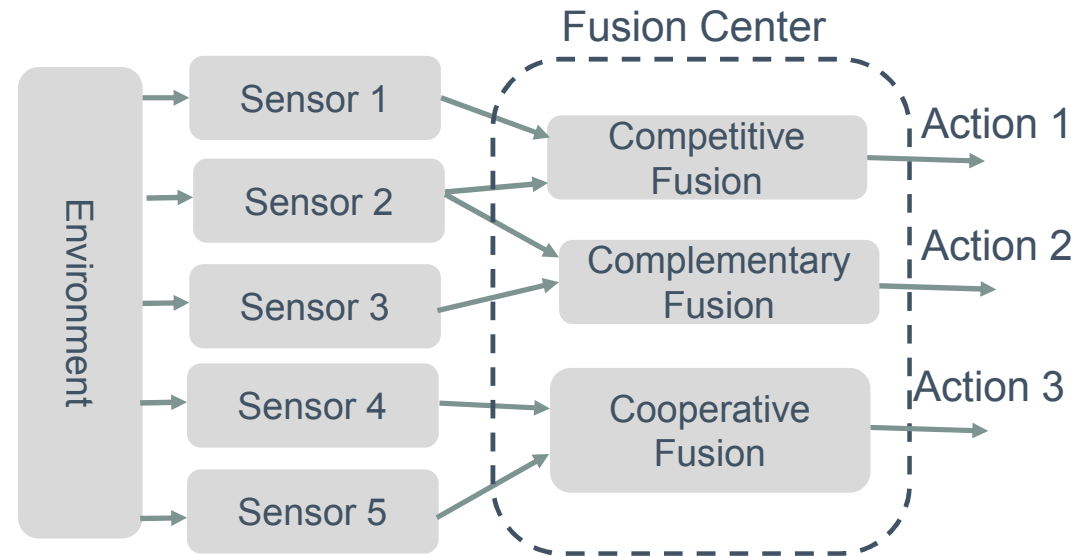 Fusion Center
Environment
Sensor 1
Sensor 2
Sensor 3
Sensor 4
Sensor 5
Competitive
Fusion
Complementary
Fusion
Cooperative
Fusion
Action 1
Action 2
Action 3